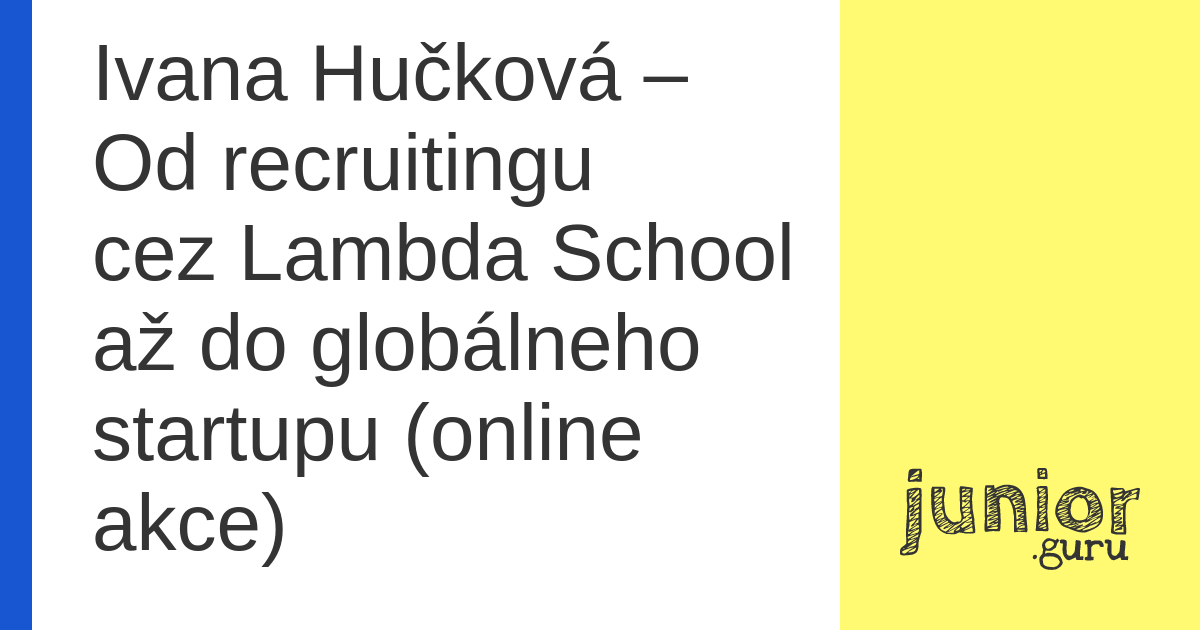 Ivana Hučková –
Od recruitingu
cez Lambda School
až do globálneho
startupu (online
akce)
junior
.guru